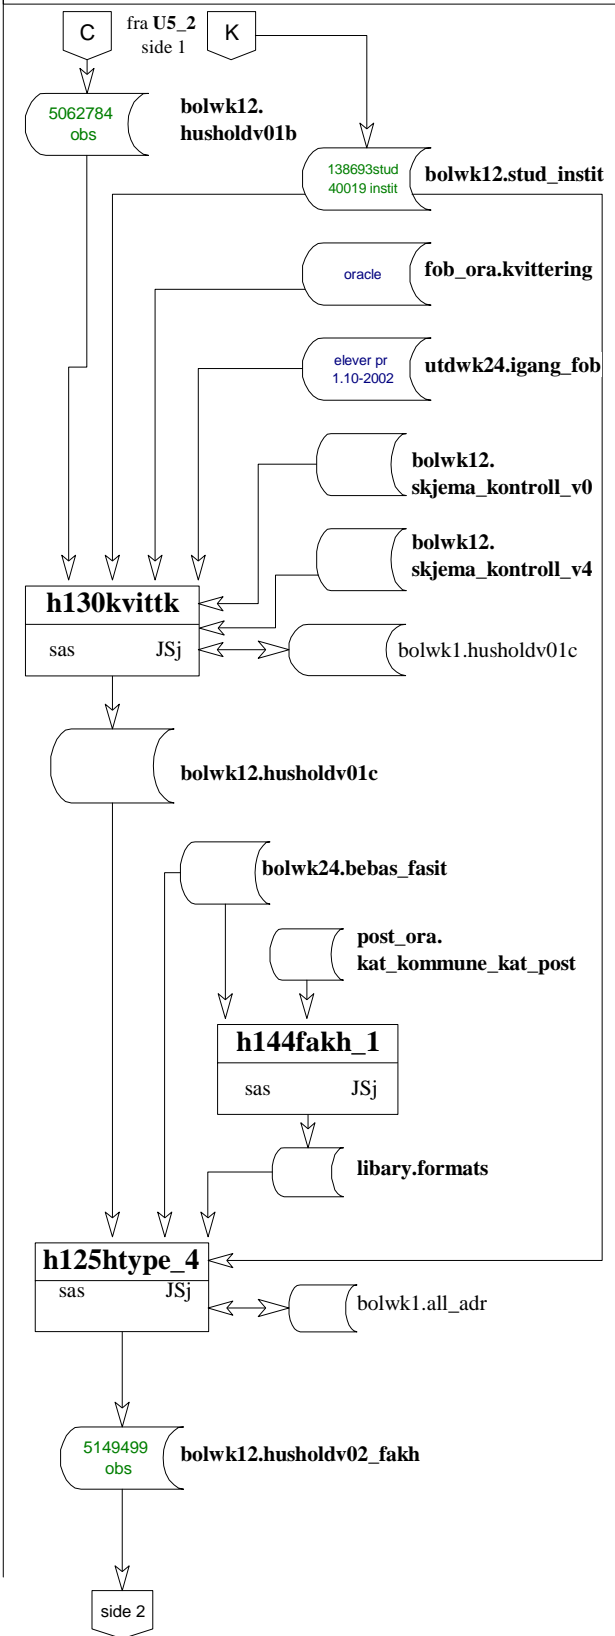 C
fra U5_2
side 1
K
5062784
obs
bolwk12.
husholdv01b
138693stud
40019 instit
bolwk12.stud_instit
oracle
fob_ora.kvittering
elever pr
1.10-2002
utdwk24.igang_fob
bolwk12.
skjema_kontroll_v0
bolwk12.
skjema_kontroll_v4
h130kvittk
sas JSj
bolwk1.husholdv01c
bolwk12.husholdv01c
bolwk24.bebas_fasit
post_ora.
kat_kommune_kat_post
h144fakh_1
sas JSj
libary.formats
h125htype_4
sas JSj
bolwk1.all_adr
5149499
obs
bolwk12.husholdv02_fakh
side 2